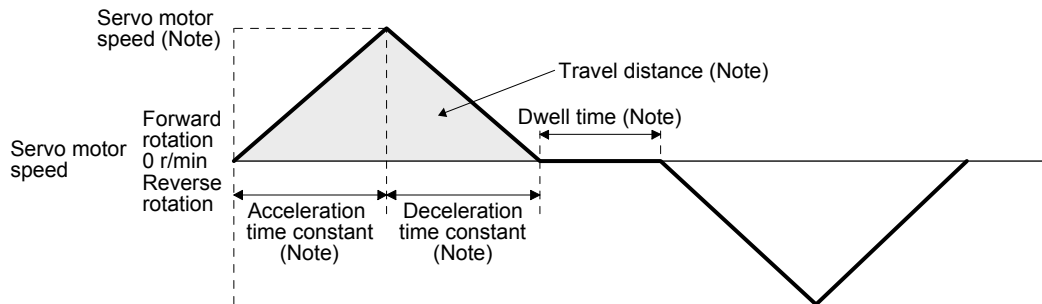 Servo motor
speed (Note)
Travel distance (Note)
Dwell time (Note)
Forward
rotation
0 r/min
Reverse
rotation
Servo motor
speed
Acceleration
time constant
(Note)
Deceleration
time constant
(Note)